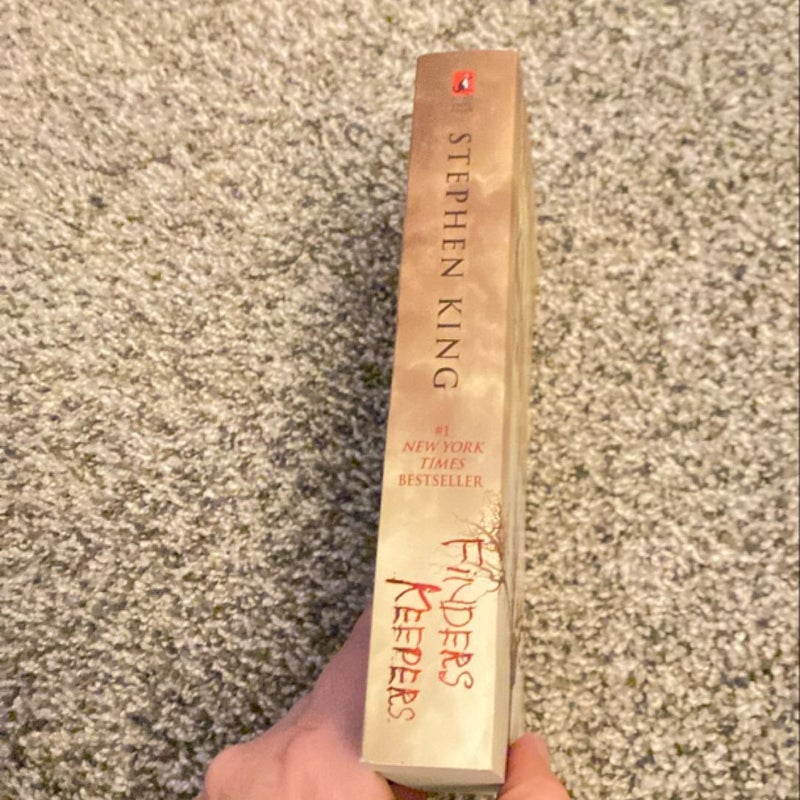 STEPHEN KING
#1
NEW YORK
TIMES
BESTSELLER
FINDERS
KEEPERS